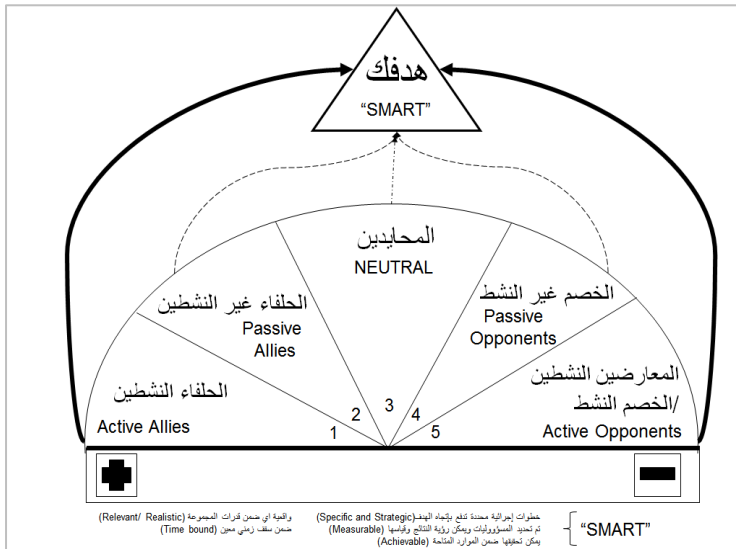 هدفك
“SMART”
المحايدين
NEUTRAL
الحلفاء غير النشطين
Passive
Allies
الخصم غير النشط
Passive
Opponents
الحلفاء النشطين
Active Allies
المعارضين النشطين
/الخصم النشط
Active Opponents
1
2
3
4
5
خطوات إجرائية محددة تدفع بإتجاه الهدف(Specific and Strategic)
تم تحديد المسؤوليات ويمكن رؤية النتائج وقياسها (Measurable)
يمكن تحقيقها ضمن الموارد المتاحة (Achievable)
واقعية اي ضمن قدرات المجموعة (Relevant/ Realistic)
ضمن سقف زمني معين (Time bound)
“SMART”